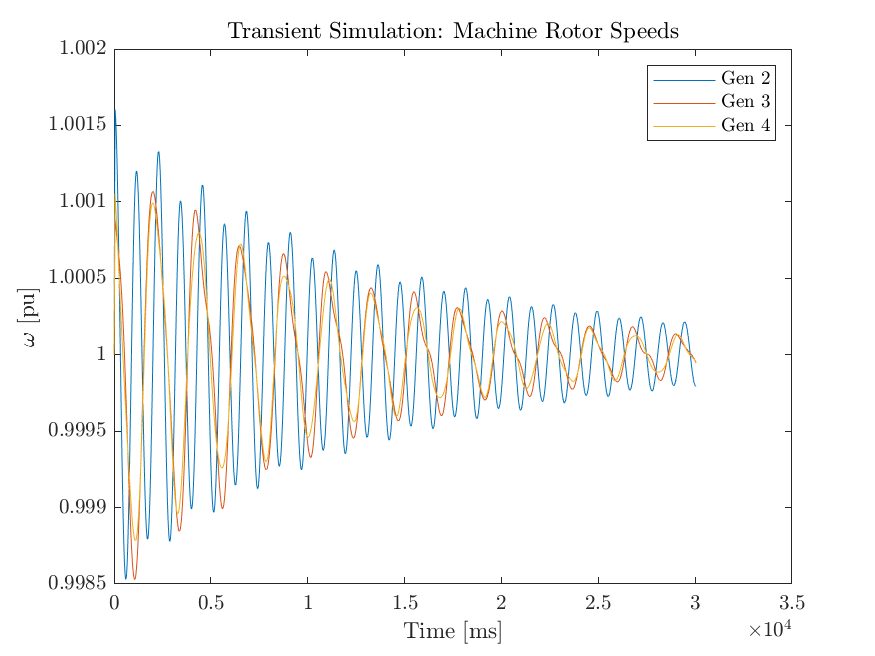 Transient Simulation: Machine Rotor Speeds
1.002
1.0015
1.001
1.0005
1
0.9995
0.999
0.9985
ω [pu]
Gen 2
Gen 3
Gen 4
0 0.5 1 1.5 2 2.5 3 3.5
Time [ms]
×10⁴